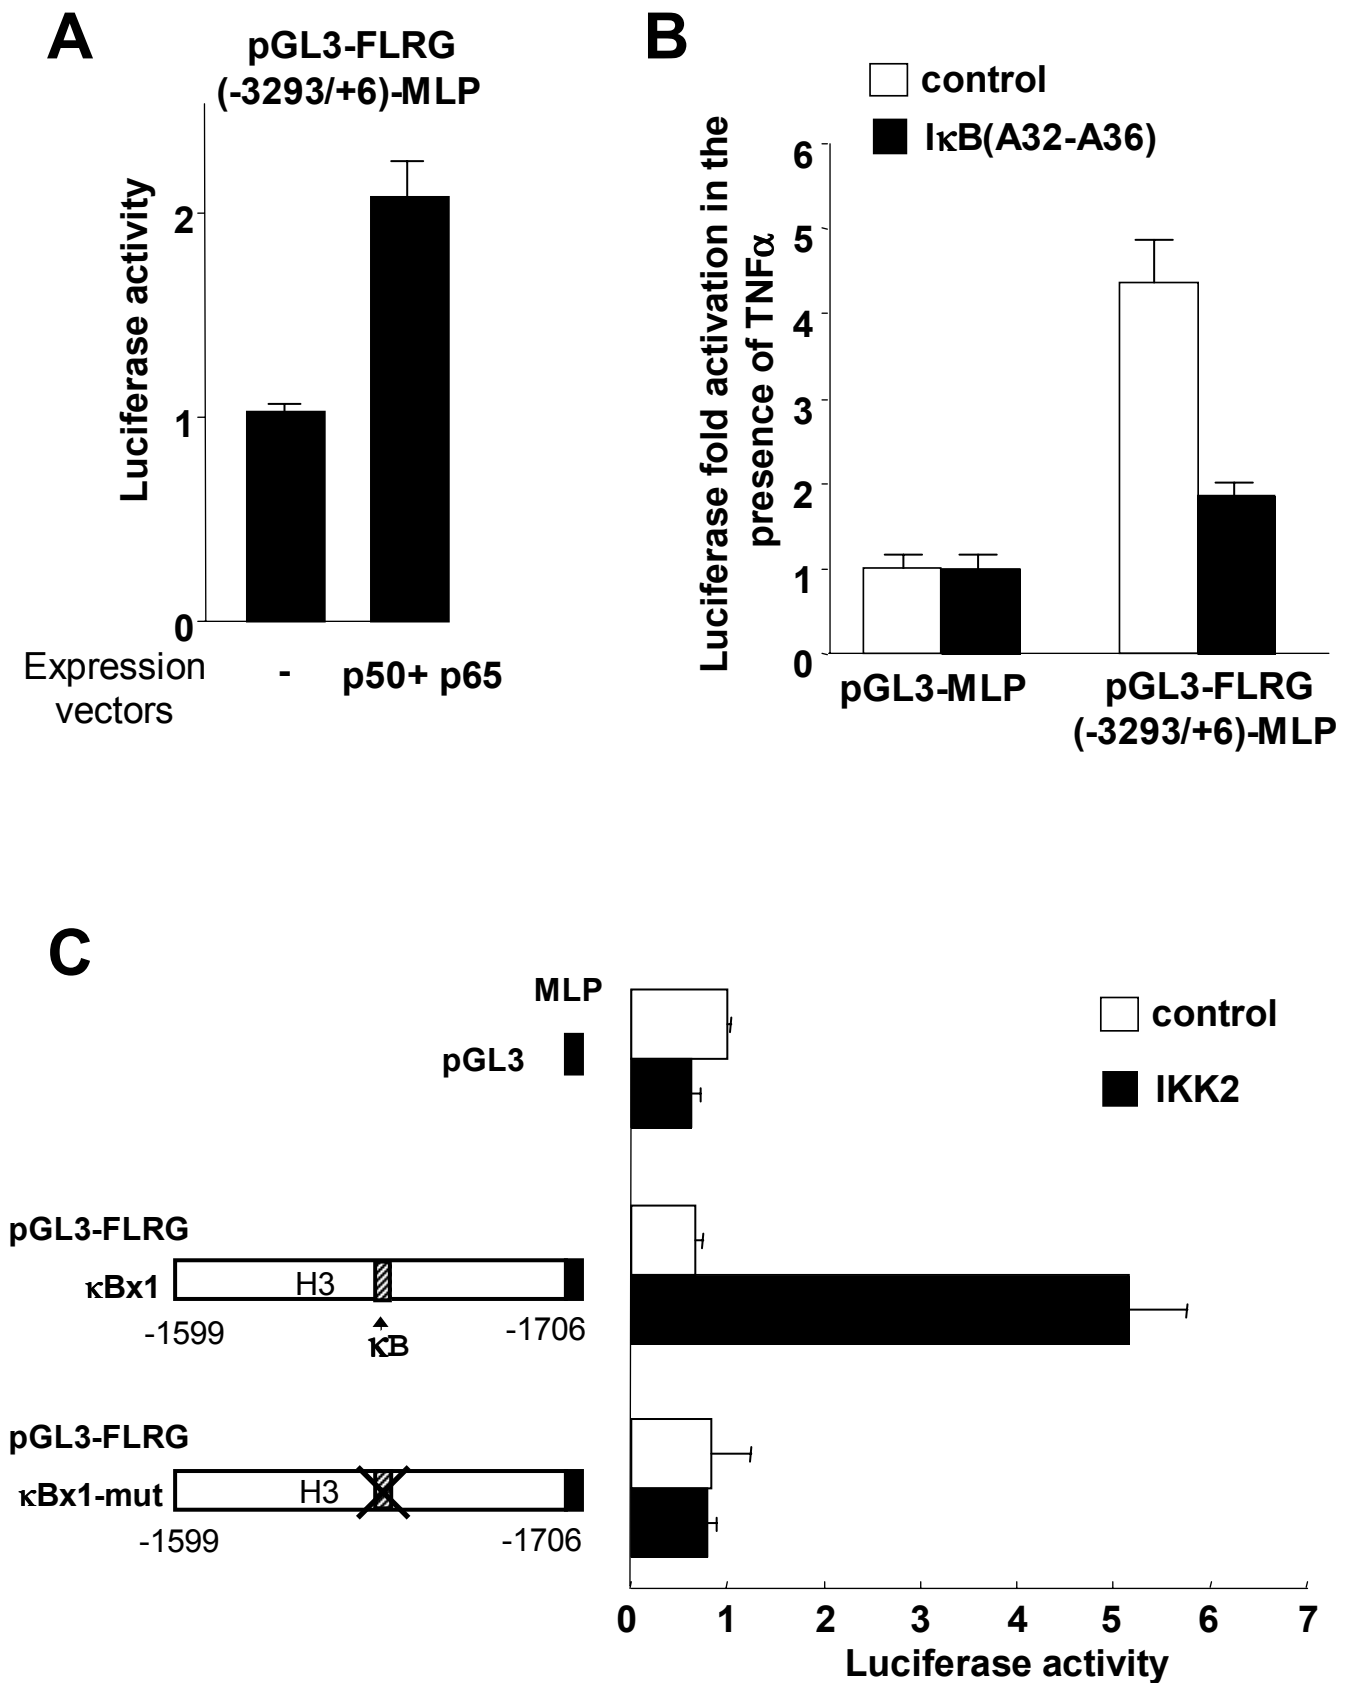 A
pGL3-FLRG
(-3293/+6)-MLP
Luciferase activity
2
1
0
Expression
vectors
-
p50+ p65
B
control
IκB(A32-A36)
Luciferase fold activation in the
presence of TNFα
6
5
4
3
2
1
0
pGL3-MLP
pGL3-FLRG
(-3293/+6)-MLP
C
MLP
pGL3
control
IKK2
pGL3-FLRG
κBx1
H3
-1599
κB
-1706
pGL3-FLRG
κBx1-mut
H3
-1599
-1706
0 1 2 3 4 5 6 7
Luciferase activity